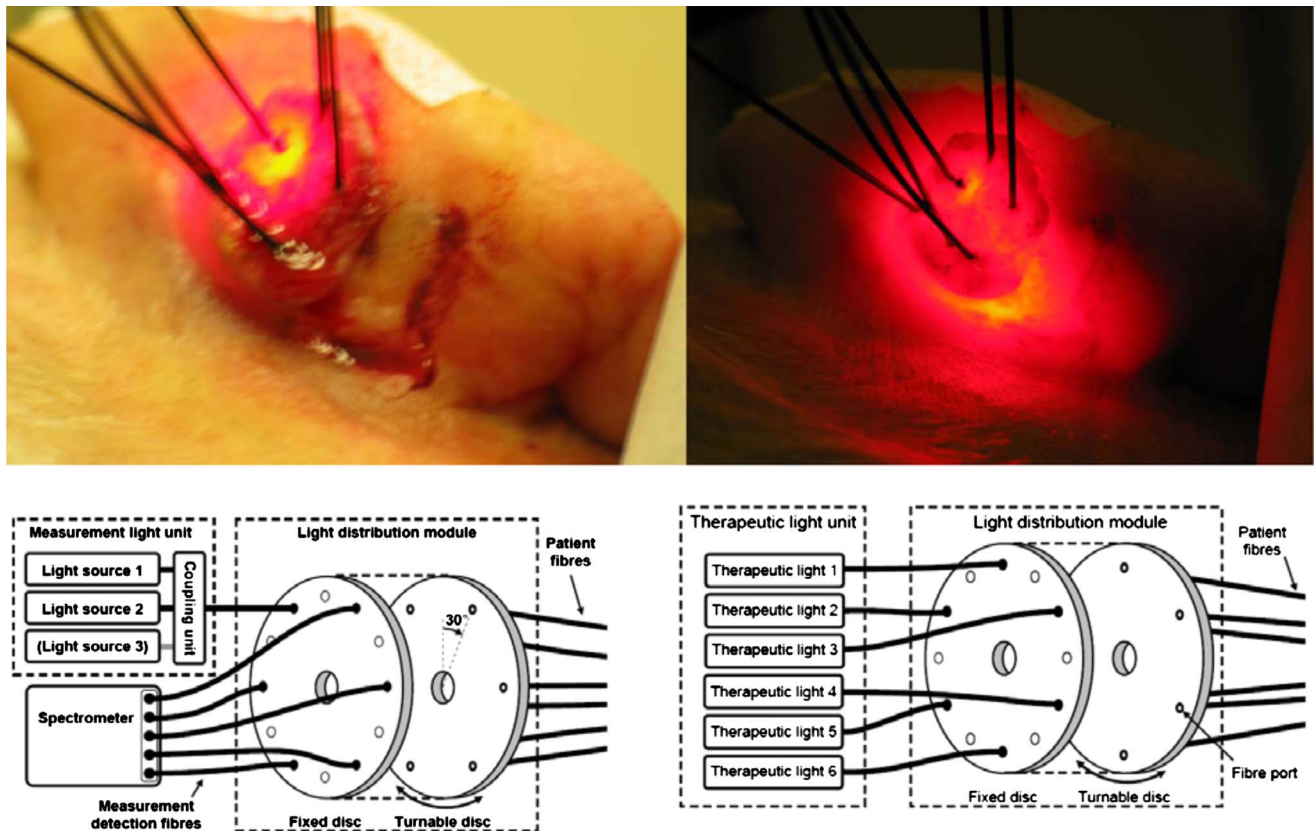 Measurement light unit
Light source 1
Light source 2
(Light source 3)
Coupling unit
Spectrometer
Measurement
detection fibres
Light distribution module
30°
Fixed disc
Turnable disc
Patient
fibres
Therapeutic light unit
Therapeutic light 1
Therapeutic light 2
Therapeutic light 3
Therapeutic light 4
Therapeutic light 5
Therapeutic light 6
Light distribution module
Fixed disc
Turnable disc
Patient
fibres
Fibre port